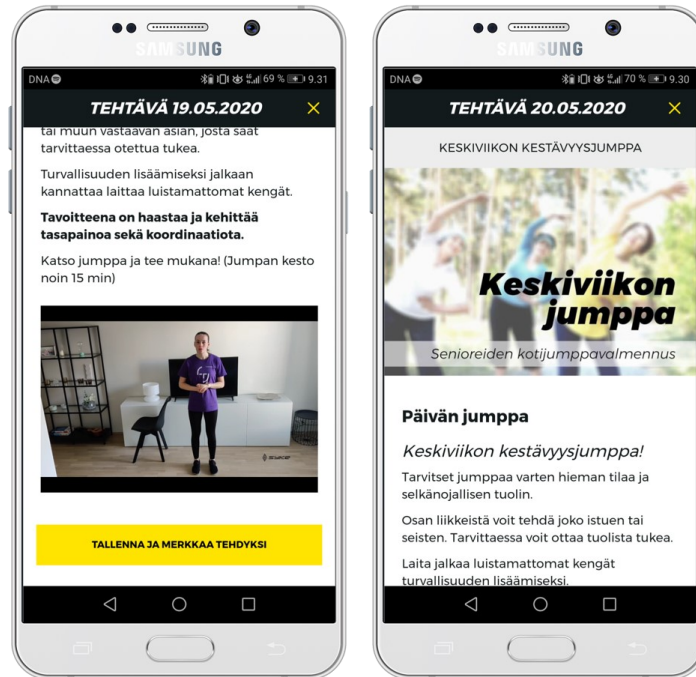 SAMSUNG
DNA 69 % 9.31
TEHTÄVÄ 19.05.2020 ×
tai muun vastaavan asian, josta saat
tarvittaessa otettua tukea.
Turvallisuuden lisäämiseksi jalkaan
kannattaa laittaa luistamattomat kengät.
Tavoitteena on haastaa ja kehittää
tasapainoa sekä koordinaatiota.
Katso jumppa ja tee mukana! (Jumpan kesto
noin 15 min)
TALLENNA JA MERKKAA TEHDYKSI
SAMSUNG
DNA 70 % 9.30
TEHTÄVÄ 20.05.2020 ×
KESKIVIIKON KESTÄVYYSJUMPPA
Keskiviikon
jumppa
Senioreiden kotijumppavalmennus
Päivän jumppa
Keskiviikon kestävyysjumppa!
Tarvitset jumppaa varten hieman tilaa ja
selkänojallisen tuolin.
Osan liikkeistä voit tehdä joko istuen tai
seisten. Tarvittaessa voit ottaa tuolista tukea.
Laita jalkaa luistamattomat kengät
turvallisuuden lisäämiseksi.